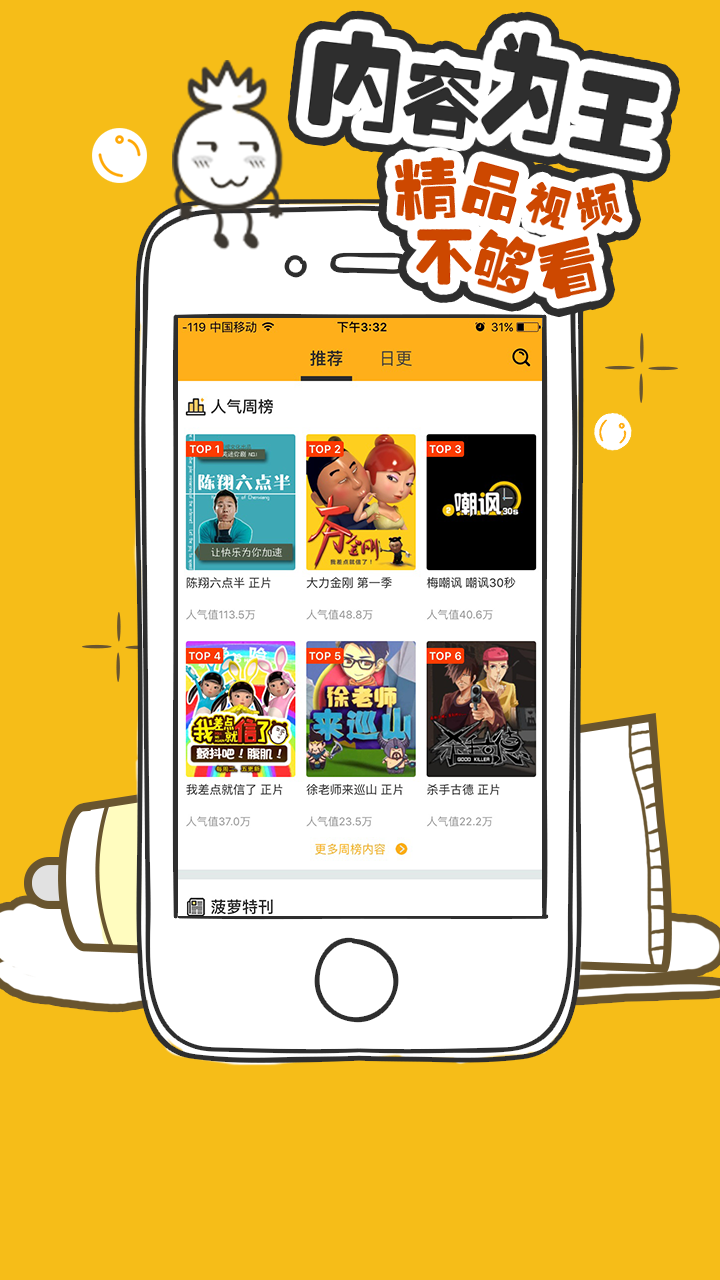 内容为王
精品视频
不够看
-119 中国移动 下午3:32 31%
推荐 日更
人气周榜
TOP 1 TOP 2 TOP 3
陈翔六点半
让快乐为你加速
我差点就信了！
嘲讽 30s
陈翔六点半 正片 大力金刚 第一季 梅嘲讽 嘲讽30秒
人气值113.5万 人气值48.8万 人气值40.6万
TOP 4 TOP 5 TOP 6
我差点就信了
颤抖吧！腹肌！
徐老师
来巡山
GOOD KILLER
我差点就信了 正片 徐老师来巡山 正片 杀手古德 正片
人气值37.0万 人气值23.5万 人气值22.2万
更多周榜内容
菠萝特刊